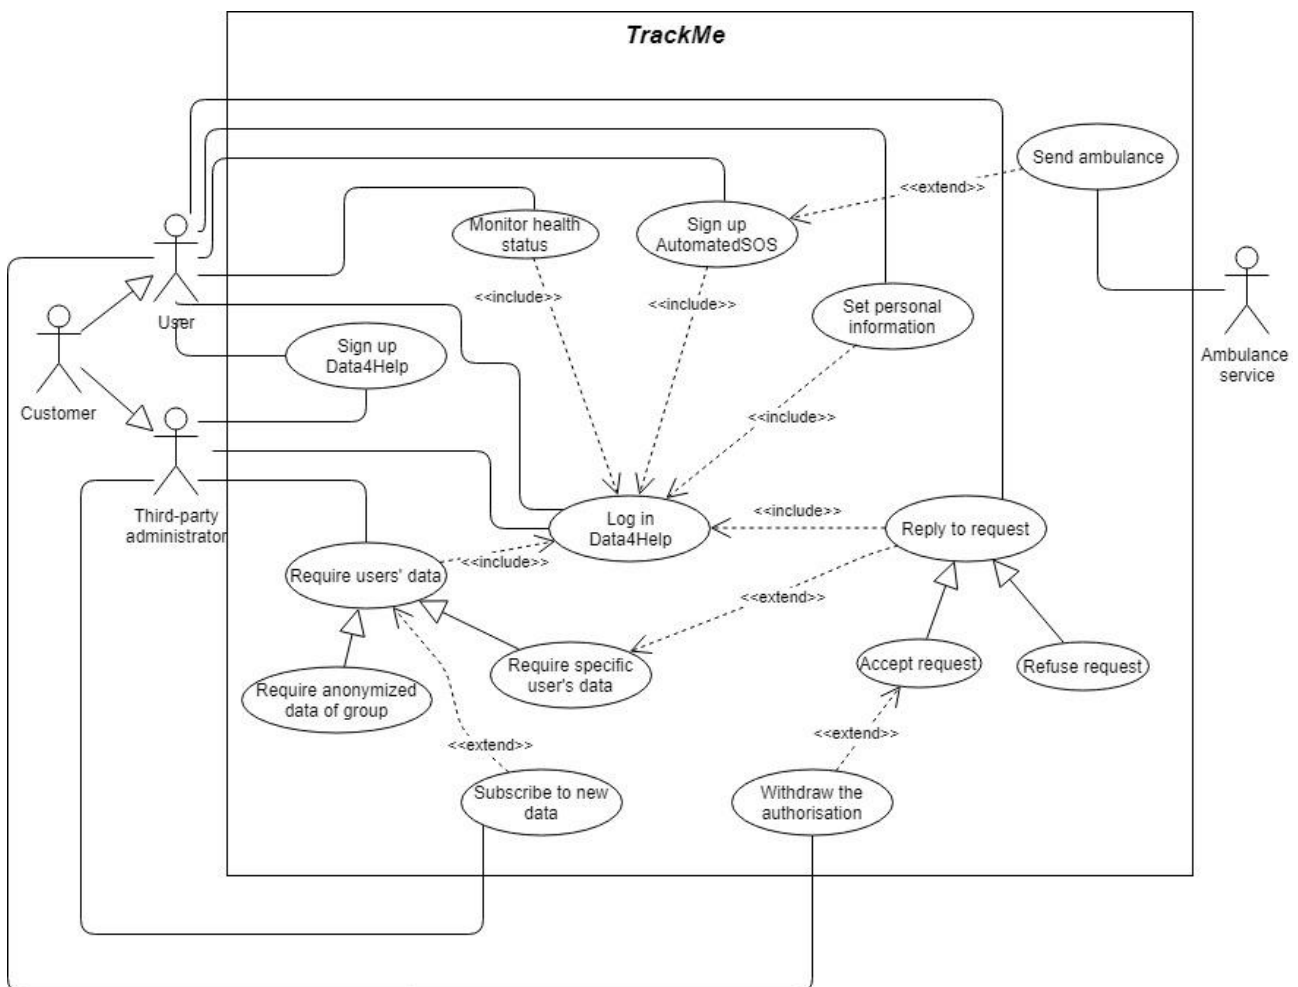 TrackMe
Send ambulance
<<extend>>
Monitor health
status
Sign up
AutomatedSOS
<<include>>
<<include>>
Set personal
information
User
Sign up
Data4Help
Ambulance
service
Customer
<<include>>
Third-party
administrator
Log in
Data4Help
<<include>>
Reply to request
Require users' data
<<include>>
<<extend>>
Require specific
user's data
Accept request
Refuse request
Require anonymized
data of group
<<extend>>
<<extend>>
Subscribe to new
data
Withdraw the
authorisation